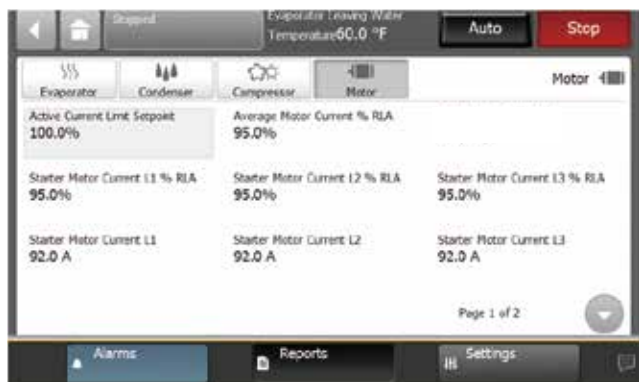 Stopped
Evaporator Leaving Water
Temperature 60.0 °F
Auto
Stop
Evaporator
Condenser
Compressor
Motor
Motor
Active Current Limit Setpoint
100.0%
Average Motor Current % RLA
95.0%
Starter Motor Current L1 % RLA
95.0%
Starter Motor Current L2 % RLA
95.0%
Starter Motor Current L3 % RLA
95.0%
Starter Motor Current L1
92.0 A
Starter Motor Current L2
92.0 A
Starter Motor Current L3
92.0 A
Page 1 of 2
Alarms
Reports
Settings